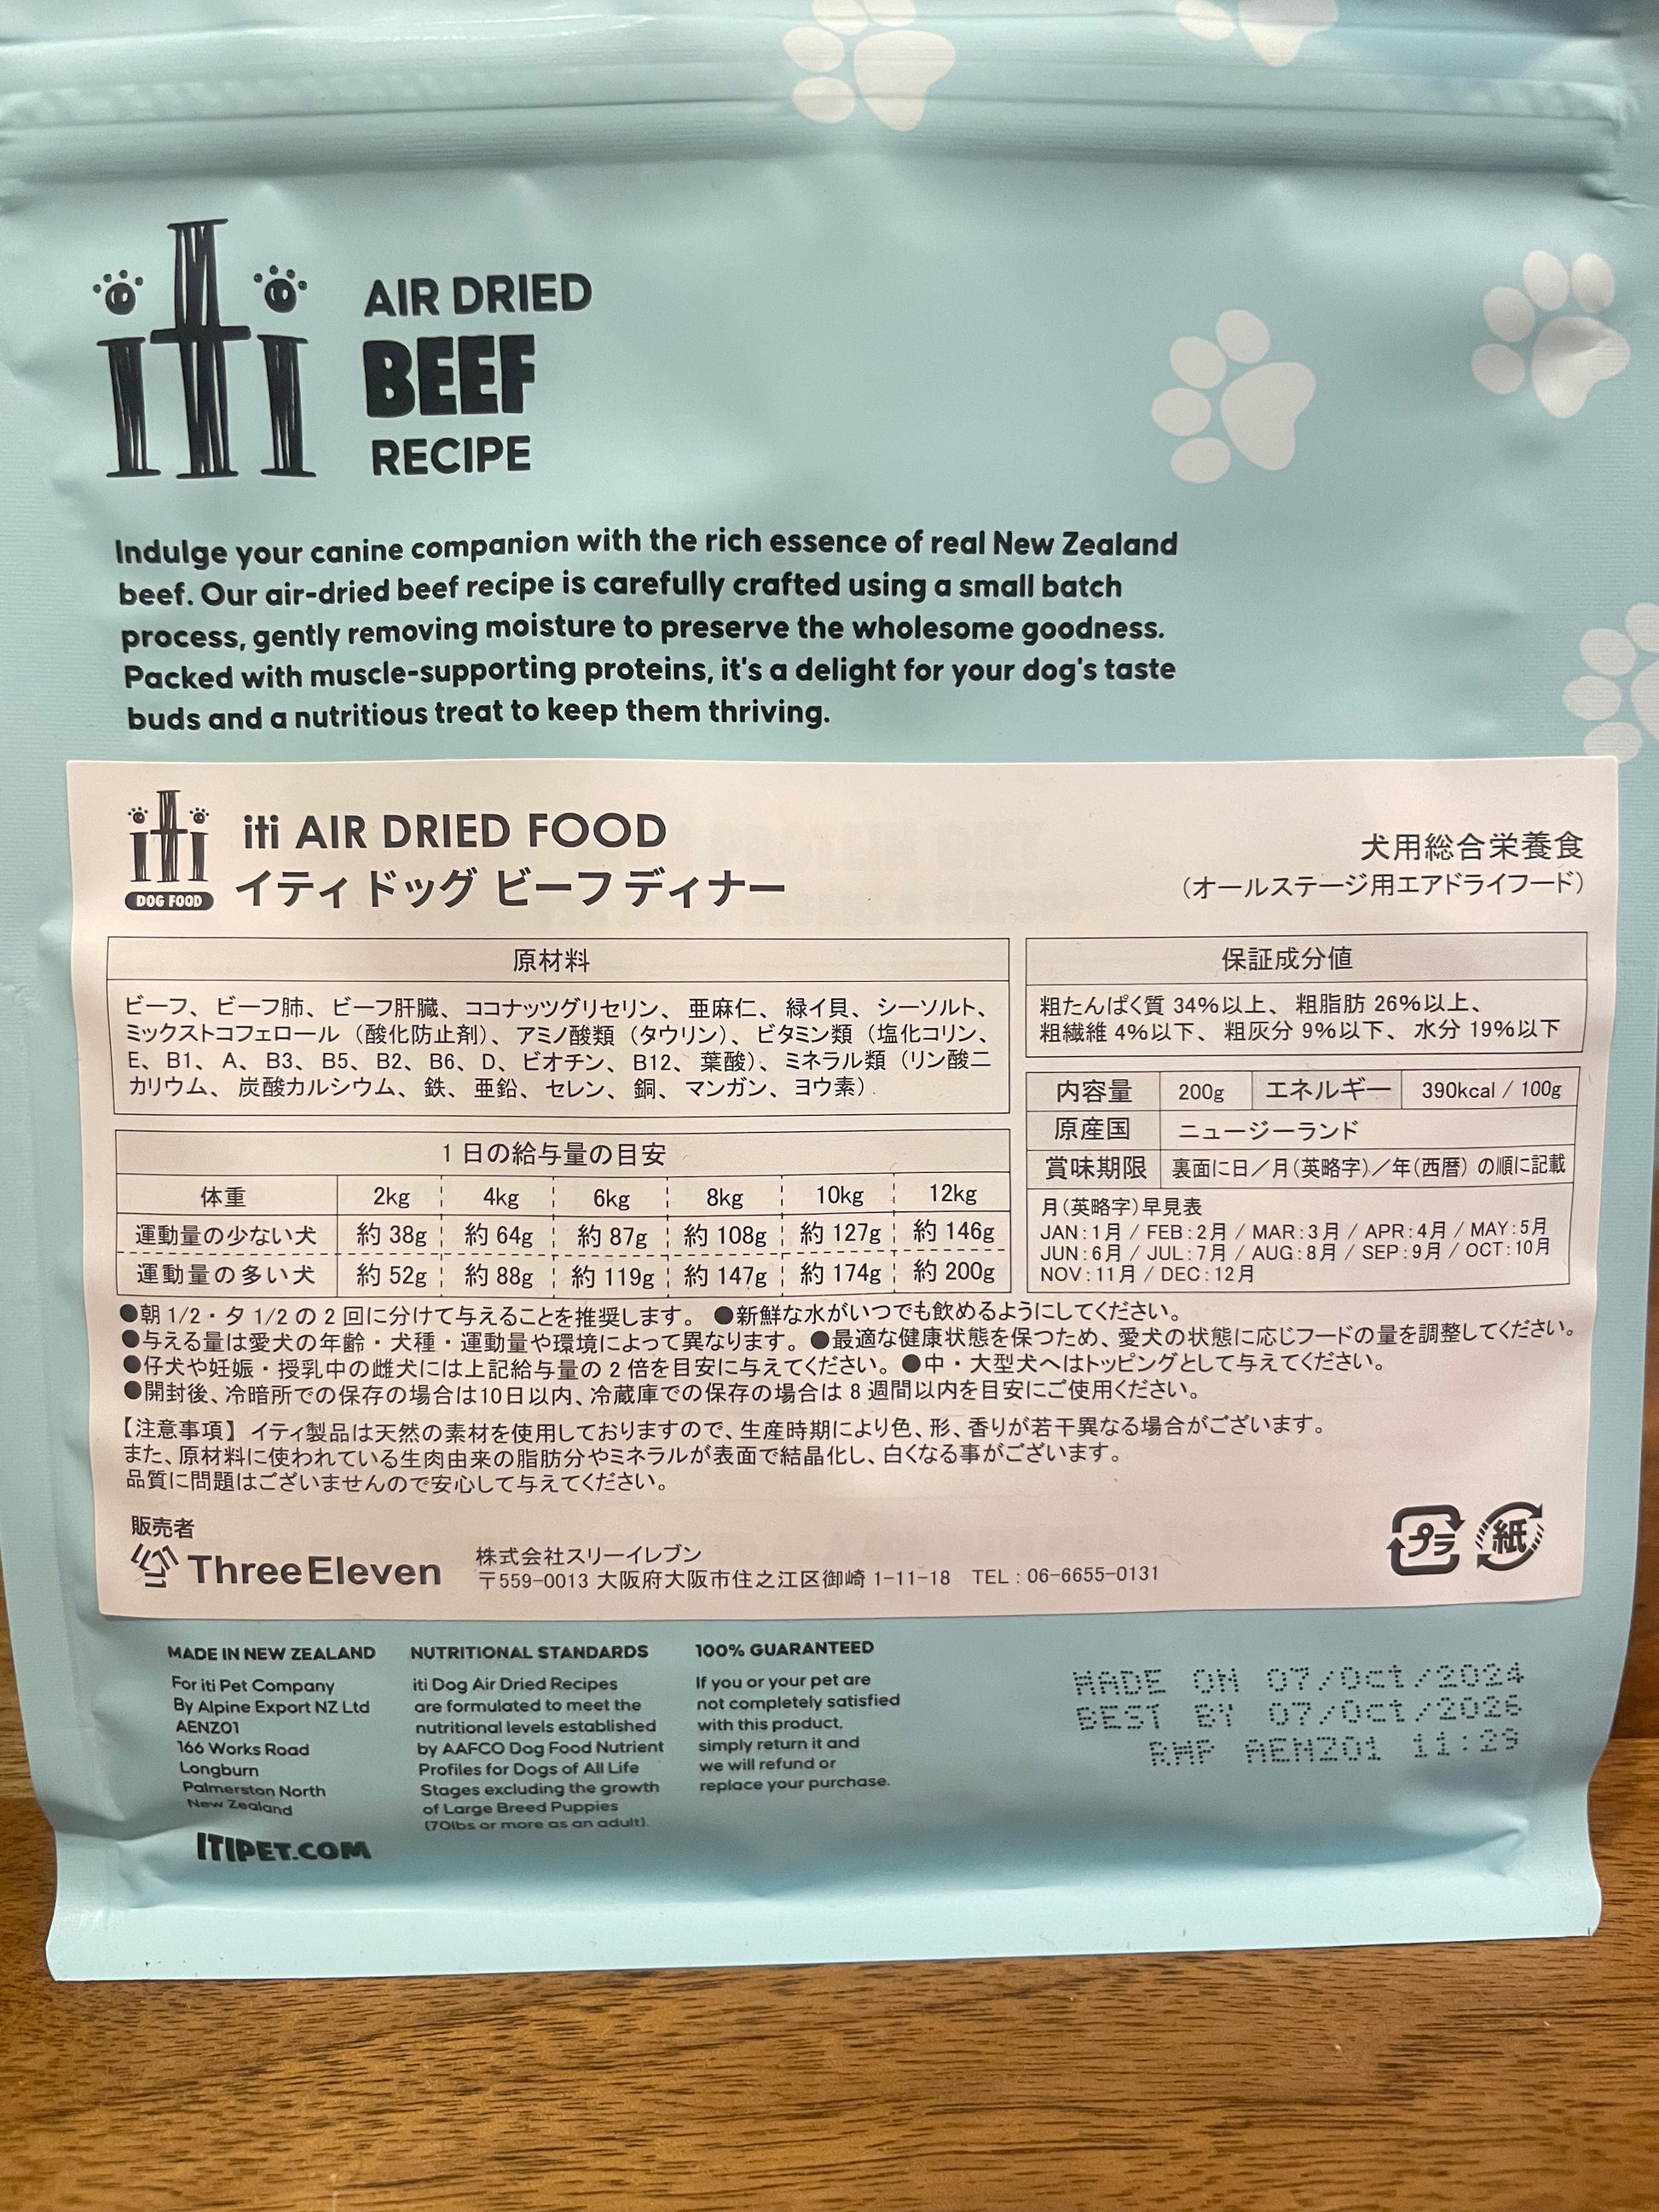 iti
AIR DRIED
BEEF
RECIPE
Indulge your canine companion with the rich essence of real New Zealand
beef. Our air-dried beef recipe is carefully crafted using a small batch
process, gently removing moisture to preserve the wholesome goodness.
Packed with muscle-supporting proteins, it's a delight for your dog's taste
buds and a nutritious treat to keep them thriving.
iti
DOG FOOD
iti AIR DRIED FOOD
イティ ドッグ ビーフ ディナー
犬用総合栄養食
(オールステージ用エアドライフード)
原材料
ビーフ、 ビーフ肺、 ビーフ肝臓、 ココナッツグリセリン、 亜麻仁、 緑イ貝、 シーソルト、
ミックストコフェロール (酸化防止剤)、 アミノ酸類 (タウリン)、 ビタミン類 (塩化コリン、
E、 B1、 A、 B3、 B5、 B2、 B6、 D、 ビオチン、 B12、 葉酸)、 ミネラル類 (リン酸二
カリウム、 炭酸カルシウム、 鉄、 亜鉛、 セレン、 銅、 マンガン、 ヨウ素)
保証成分値
粗たんぱく質 34%以上、 粗脂肪 26%以上、
粗繊維 4%以下、 粗灰分 9%以下、 水分 19%以下
内容量 200g エネルギー 390kcal / 100g
原産国 ニュージーランド
賞味期限 裏面に日/月(英略字)/年(西暦) の順に記載
月(英略字)早見表
JAN:1月 / FEB:2月 / MAR:3月 / APR:4月 / MAY:5月
JUN:6月 / JUL:7月 / AUG:8月 / SEP:9月 / OCT:10月
NOV:11月 / DEC:12月
1 日の給与量の目安
体重 2kg 4kg 6kg 8kg 10kg 12kg
運動量の少ない犬 約 38g 約 64g 約 87g 約 108g 約 127g 約 146g
運動量の多い犬 約 52g 約 88g 約 119g 約 147g 約 174g 約 200g
●朝 1/2・夕 1/2 の 2 回に分けて与えることを推奨します。 ●新鮮な水がいつでも飲めるようにしてください。
●与える量は愛犬の年齢・犬種・運動量や環境によって異なります。●最適な健康状態を保つため、愛犬の状態に応じフードの量を調整してください。
●仔犬や妊娠・授乳中の雌犬には上記給与量の 2 倍を目安に与えてください。●中・大型犬へはトッピングとして与えてください。
●開封後、冷暗所での保存の場合は10日以内、冷蔵庫での保存の場合は 8 週間以内を目安にご使用ください。
【注意事項】 イティ製品は天然の素材を使用しておりますので、生産時期により色、形、香りが若干異なる場合がございます。
また、原材料に使われている生肉由来の脂肪分やミネラルが表面で結晶化し、白くなる事がございます。
品質に問題はございませんので安心して与えてください。
販売者
ThreeEleven
株式会社スリーイレブン
〒559-0013 大阪府大阪市住之江区御崎 1-11-18 TEL : 06-6655-0131
プラ 紙
MADE IN NEW ZEALAND
For iti Pet Company
By Alpine Export NZ Ltd
AENZ01
166 Works Road
Longburn
Palmerston North
New Zealand
ITIPET.COM
NUTRITIONAL STANDARDS
iti Dog Air Dried Recipes
are formulated to meet the
nutritional levels established
by AAFCO Dog Food Nutrient
Profiles for Dogs of All Life
Stages excluding the growth
of Large Breed Puppies
(70lbs or more as an adult).
100% GUARANTEED
If you or your pet are
not completely satisfied
with this product,
simply return it and
we will refund or
replace your purchase.
MADE ON 07/Oct/2024
BEST BY 07/Oct/2026
RMP AENZ01 11:29